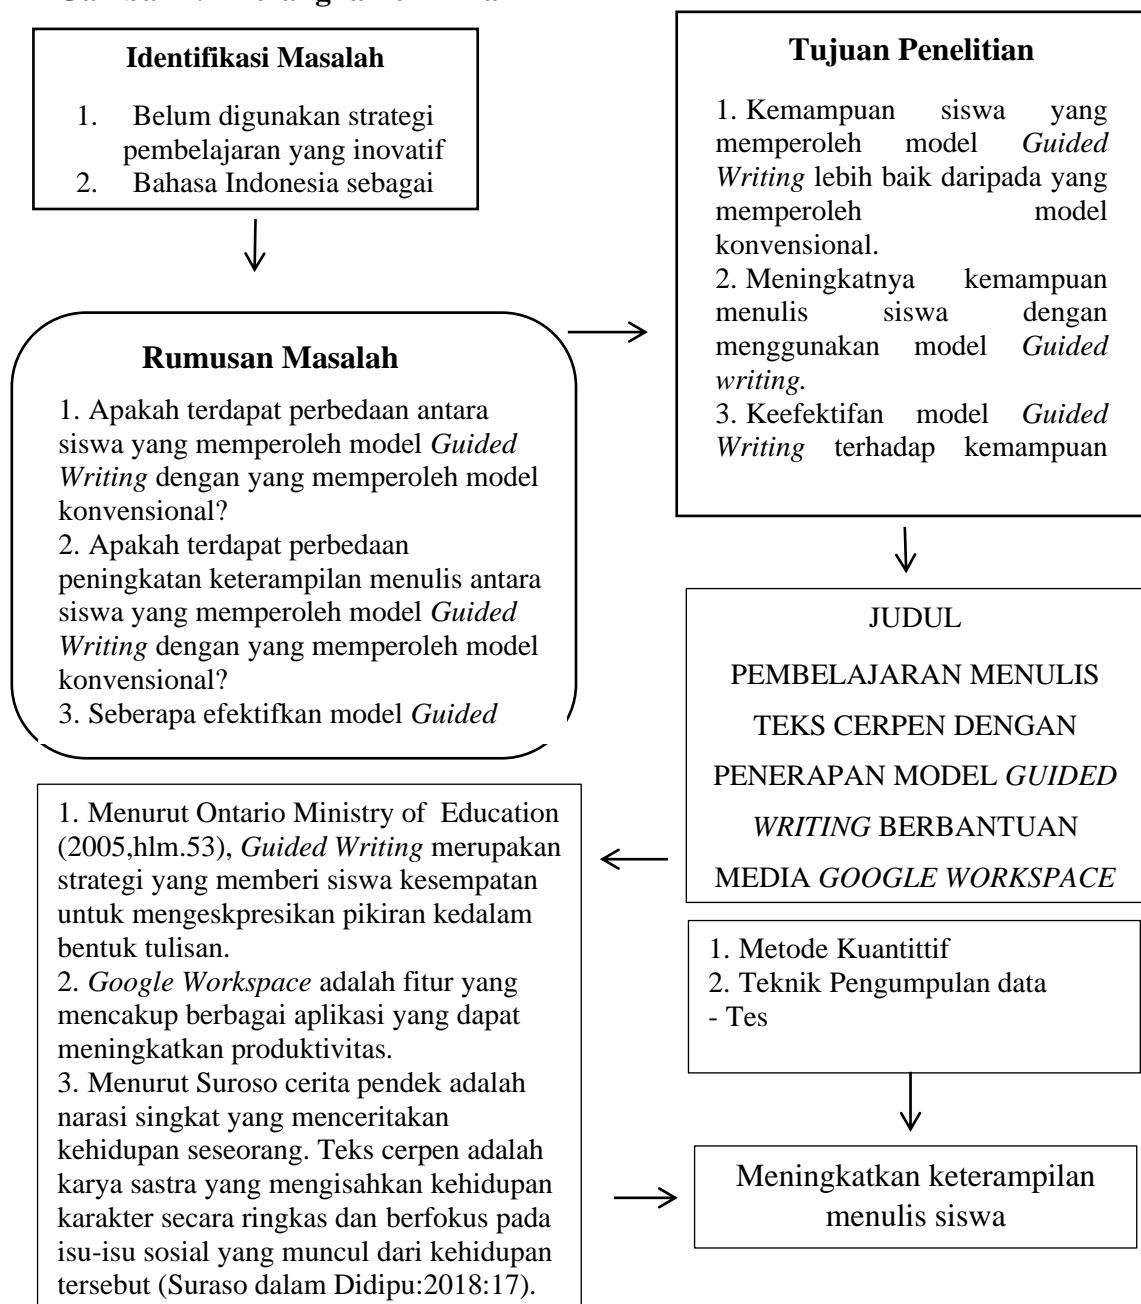 Identifikasi Masalah
1. Belum digunakan strategi
pembelajaran yang inovatif
2. Bahasa Indonesia sebagai
Rumusan Masalah
1. Apakah terdapat perbedaan antara
siswa yang memperoleh model Guided
Writing dengan yang memperoleh model
konvensional?
2. Apakah terdapat perbedaan
peningkatan keterampilan menulis antara
siswa yang memperoleh model Guided
Writing dengan yang memperoleh model
konvensional?
3. Seberapa efektifkan model Guided
Tujuan Penelitian
1. Kemampuan siswa yang
memperoleh model Guided
Writing lebih baik daripada yang
memperoleh model
konvensional.
2. Meningkatnya kemampuan
menulis siswa dengan
menggunakan model Guided
writing.
3. Keefektifan model Guided
Writing terhadap kemampuan
JUDUL
PEMBELAJARAN MENULIS
TEKS CERPEN DENGAN
PENERAPAN MODEL GUIDED
WRITING BERBANTUAN
MEDIA GOOGLE WORKSPACE
1. Menurut Ontario Ministry of Education
(2005,hlm.53), Guided Writing merupakan
strategi yang memberi siswa kesempatan
untuk mengeskpresikan pikiran kedalam
bentuk tulisan.
2. Google Workspace adalah fitur yang
mencakup berbagai aplikasi yang dapat
meningkatkan produktivitas.
3. Menurut Suroso cerita pendek adalah
narasi singkat yang menceritakan
kehidupan seseorang. Teks cerpen adalah
karya sastra yang mengisahkan kehidupan
karakter secara ringkas dan berfokus pada
isu-isu sosial yang muncul dari kehidupan
tersebut (Suraso dalam Didipu:2018:17).
1. Metode Kuantittif
2. Teknik Pengumpulan data
- Tes
Meningkatkan keterampilan
menulis siswa